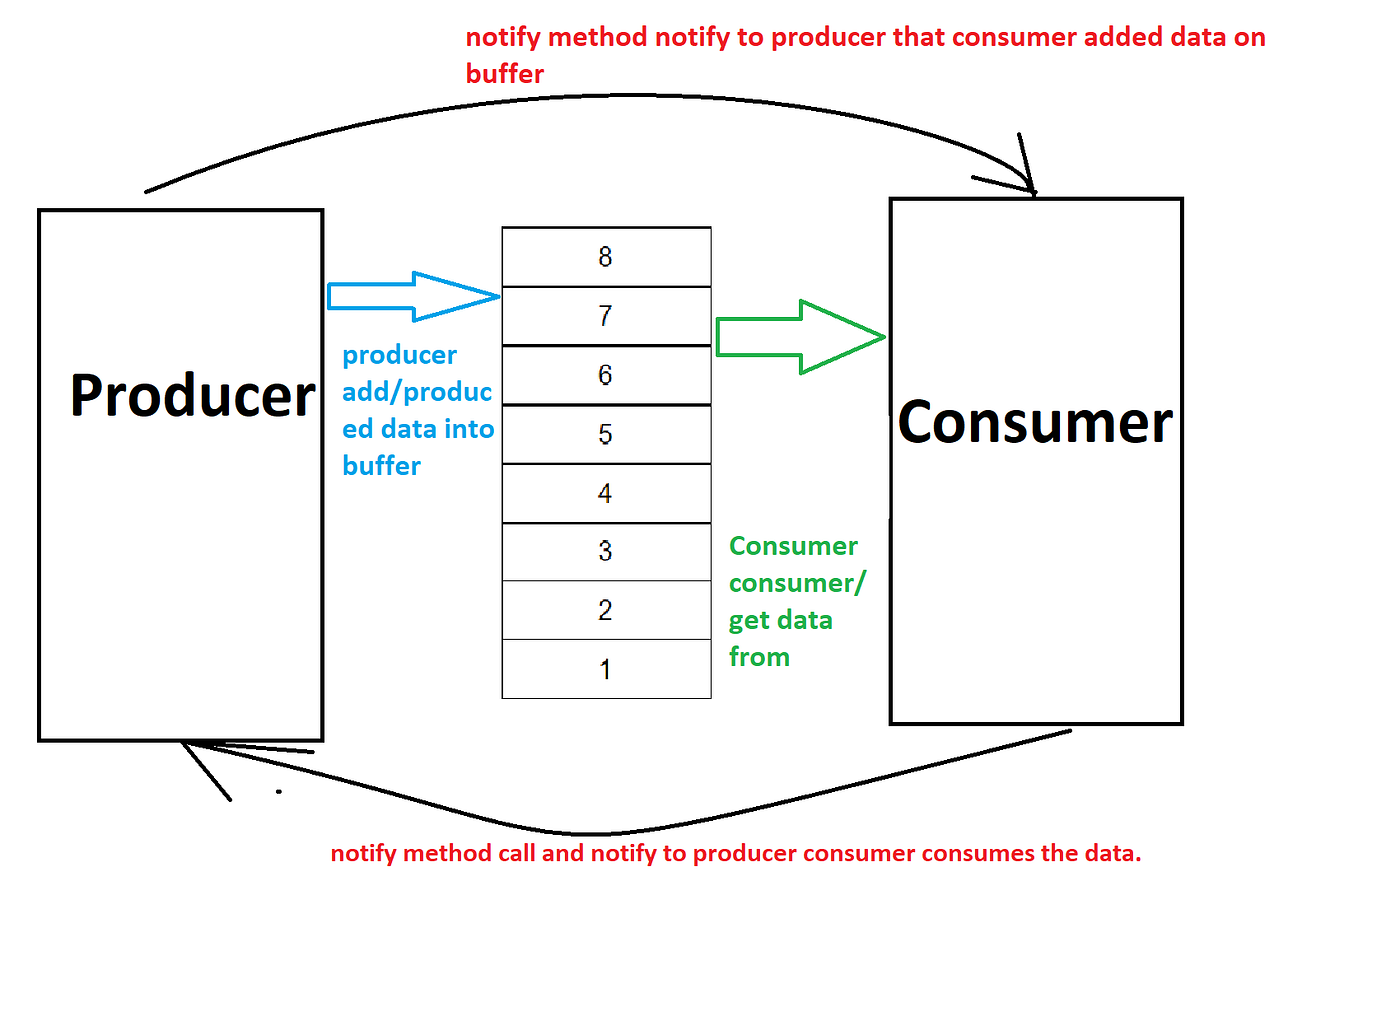 notify method notify to producer that consumer added data on
buffer
Producer
producer
add/produc
ed data into
buffer
8
7
6
5
4
3
2
1
Consumer
consumer/
get data
from
Consumer
notify method call and notify to producer consumer consumes the data.